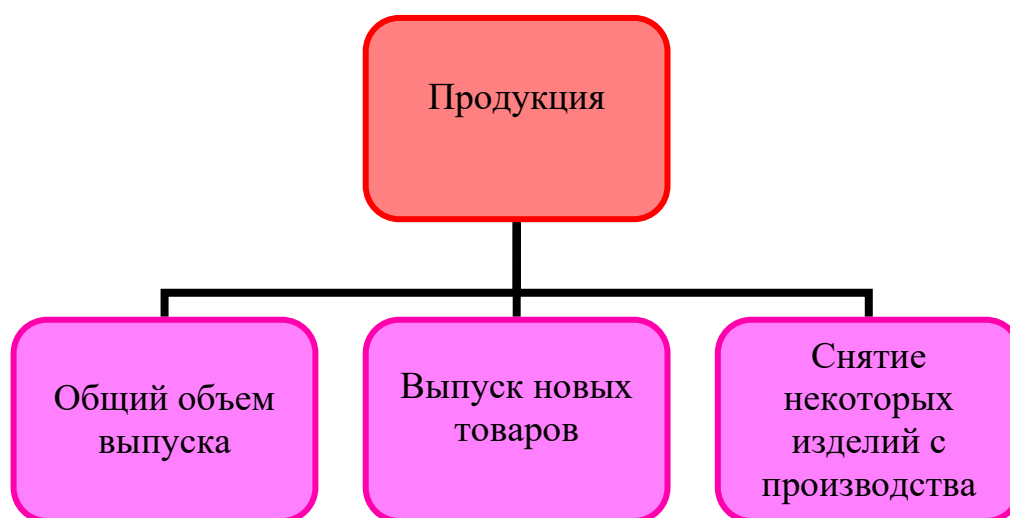 Продукция
Общий объем
выпуска
Выпуск новых
товаров
Снятие
некоторых
изделий с
производства